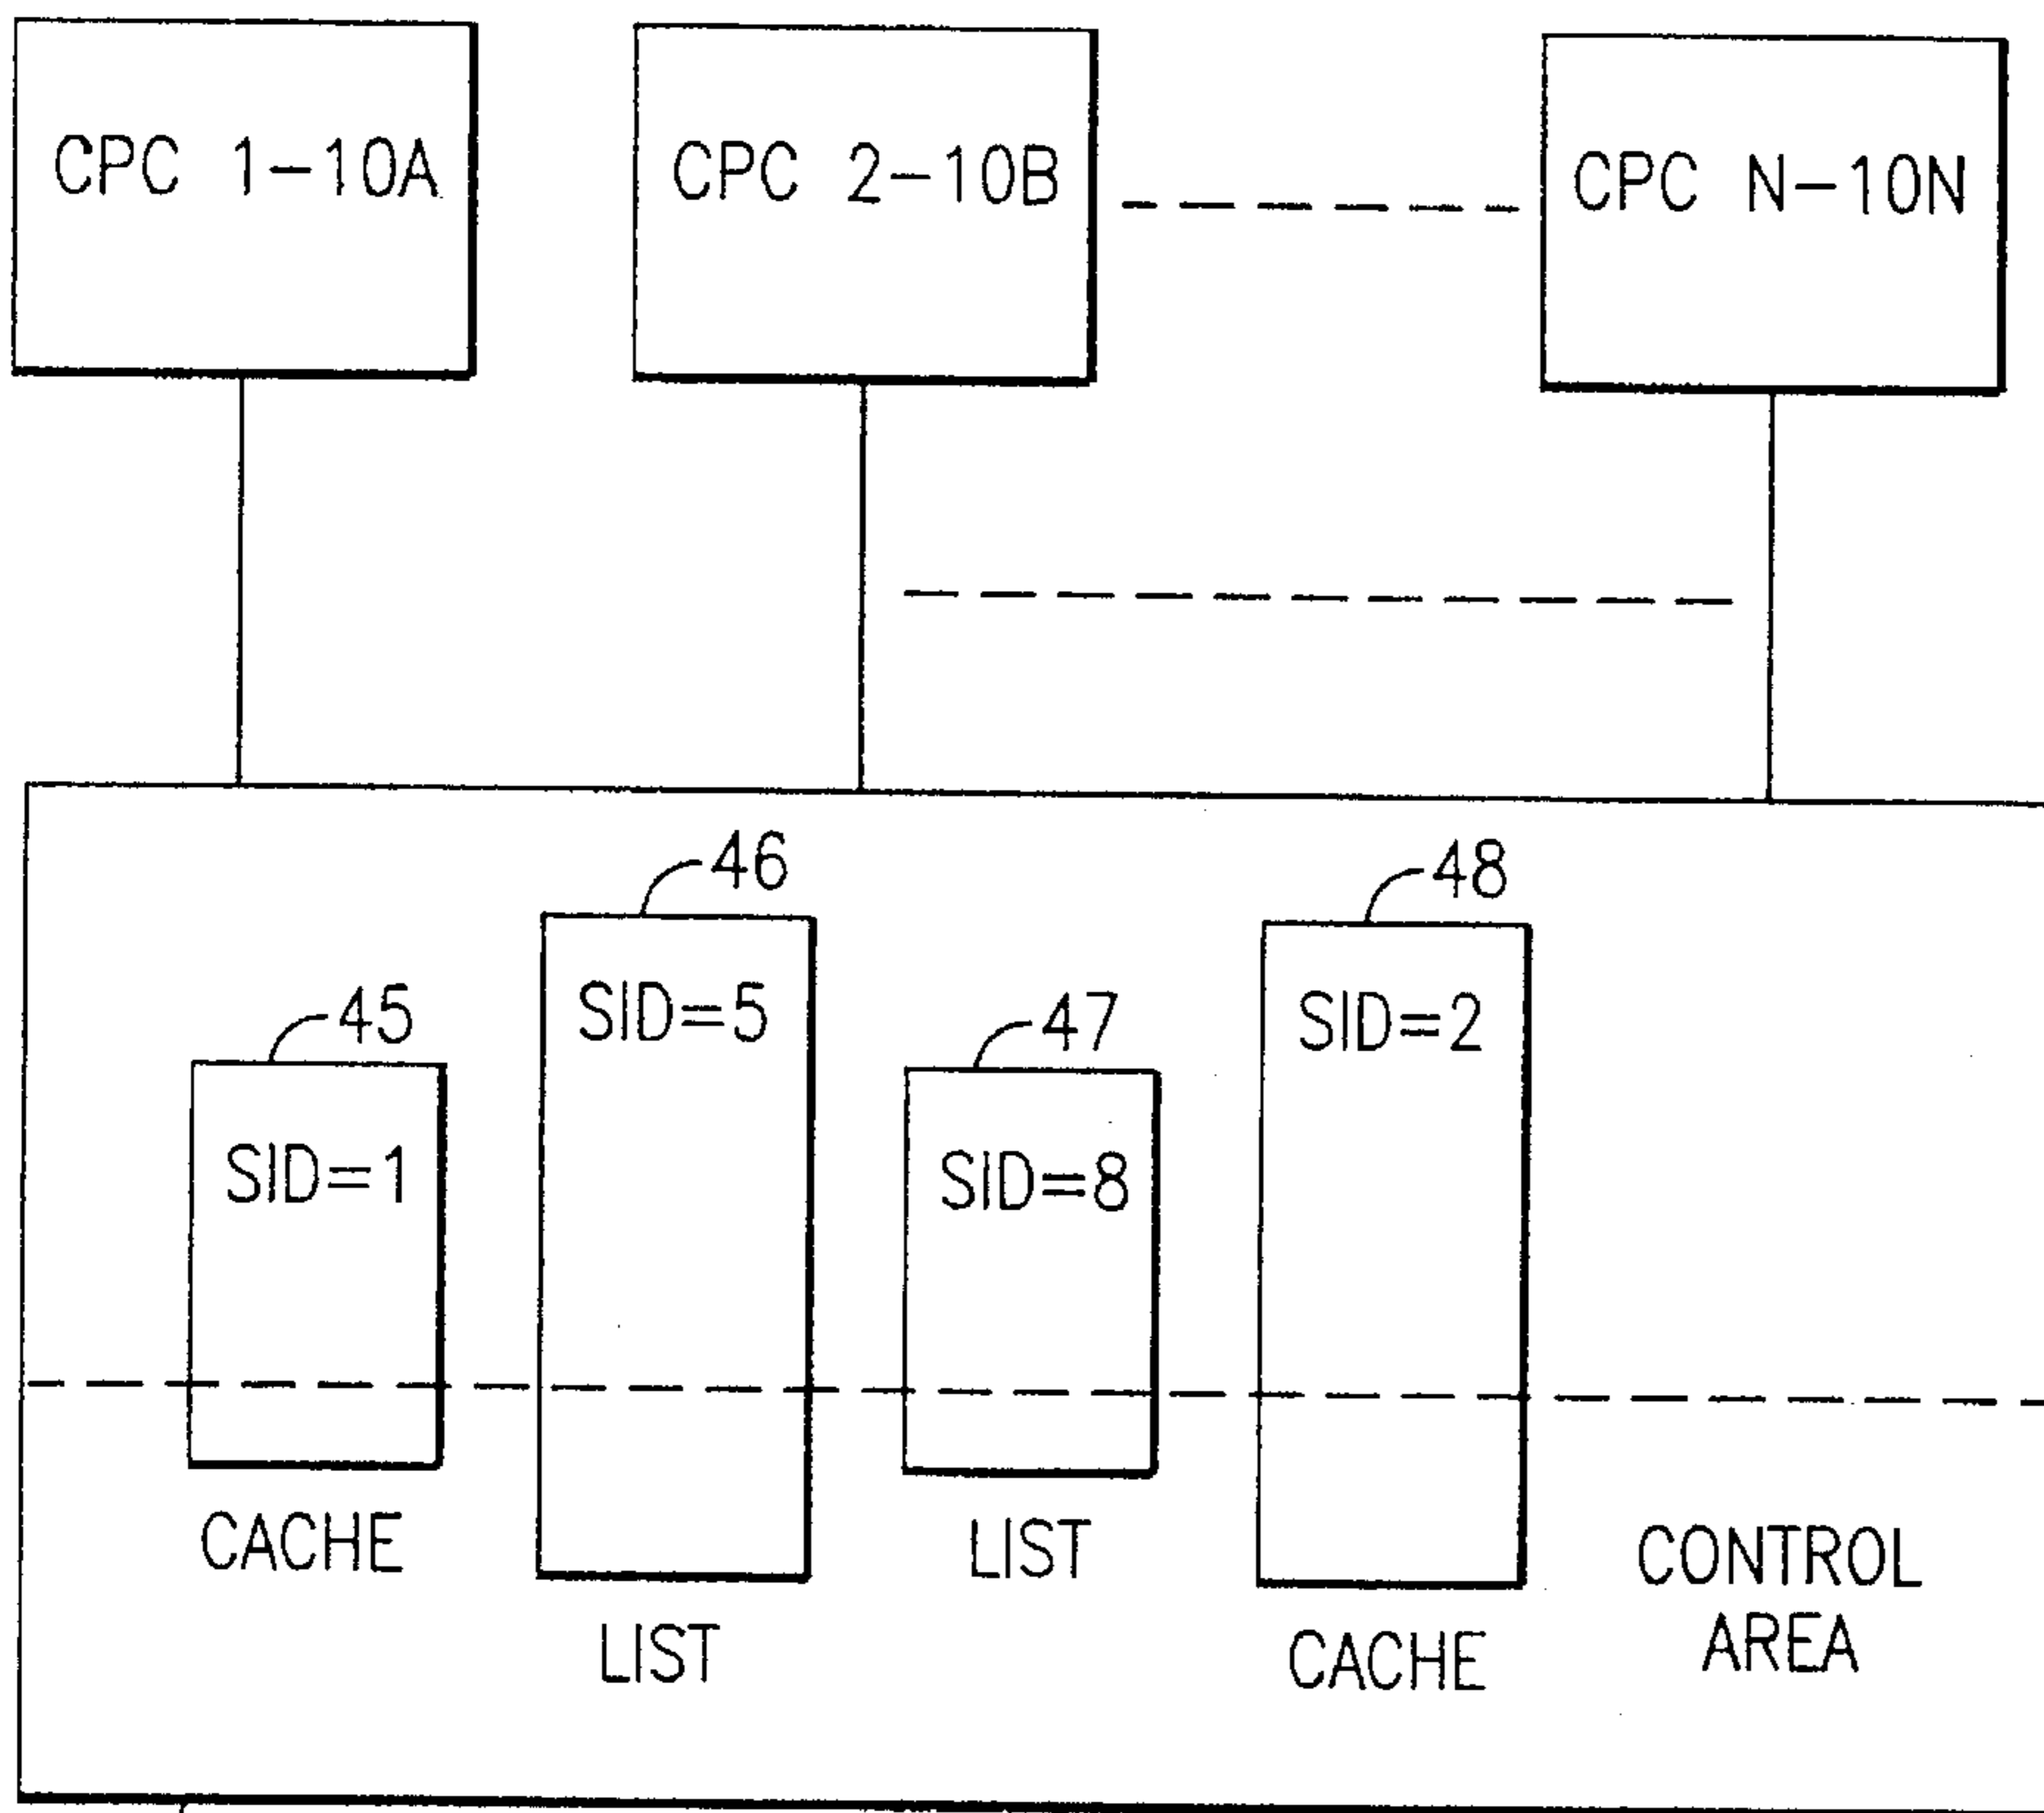 CPC 1-10A
CPC 2-10B
CPC N-10N
46
48
45
47
SID=5
SID=2
SID=1
SID=8
CACHE
LIST
LIST
CACHE
CONTROL
AREA